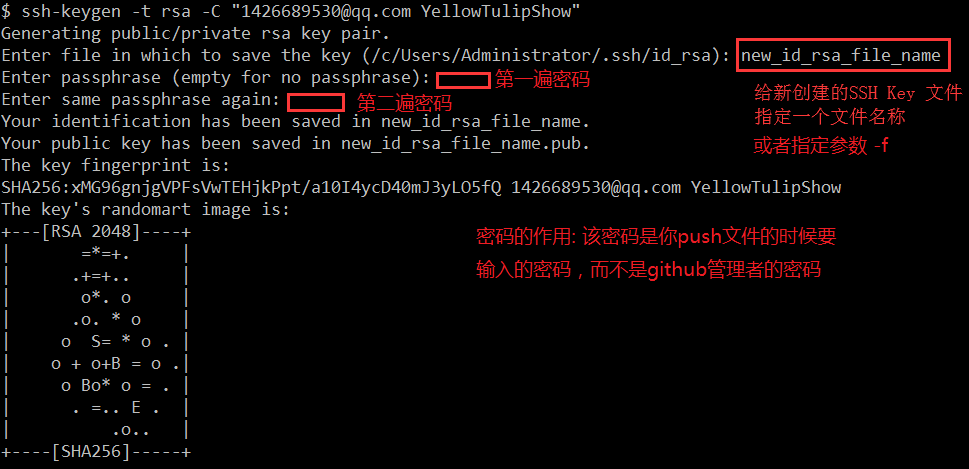 $ ssh-keygen -t rsa -C "1426689530@qq.com YellowTulipShow"
Generating public/private rsa key pair.
Enter file in which to save the key (/c/Users/Administrator/.ssh/id_rsa): new_id_rsa_file_name
Enter passphrase (empty for no passphrase): 第一遍密码
Enter same passphrase again: 第二遍密码
给新创建的SSH Key 文件
指定一个文件名称
或者指定参数 -f
Your identification has been saved in new_id_rsa_file_name.
Your public key has been saved in new_id_rsa_file_name.pub.
The key fingerprint is:
SHA256:xMG96gnjgVPFsVwTEHjkPpt/a10I4ycD40mJ3yLO5fQ 1426689530@qq.com YellowTulipShow
The key's randomart image is:
+---[RSA 2048]----+
|       =*=+.     |
|      .+=+..     |
|       o*. o     |
|      .o. * o    |
|     o  S= * o . |
|    o + o+B = o .|
|     o Bo* o = . |
|      . =.. E .  |
|          .o..   |
+----[SHA256]-----+
密码的作用: 该密码是你push文件的时候要
输入的密码，而不是github管理者的密码